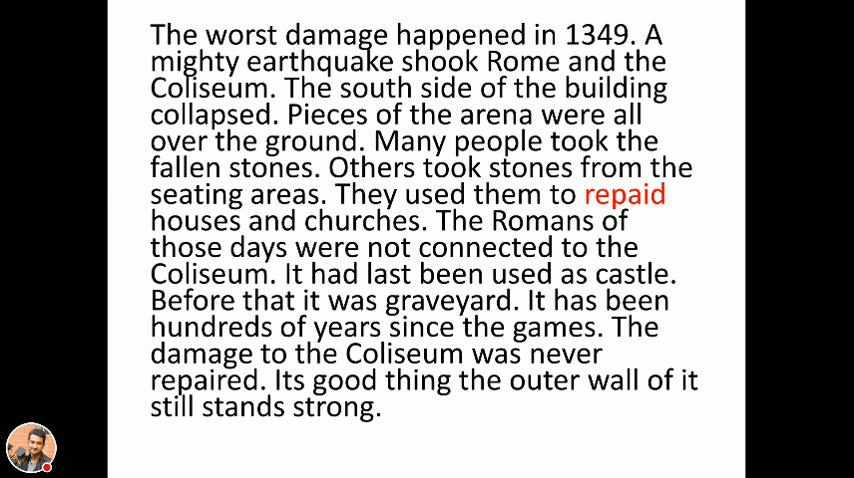 The worst damage happened in 1349. A
mighty earthquake shook Rome and the
Coliseum. The south side of the building
collapsed. Pieces of the arena were all
over the ground. Many people took the
fallen stones. Others took stones from the
seating areas. They used them to repaid
houses and churches. The Romans of
those days were not connected to the
Coliseum. It had last been used as castle.
Before that it was graveyard. It has been
hundreds of years since the games. The
damage to the Coliseum was never
repaired. Its good thing the outer wall of it
still stands strong.